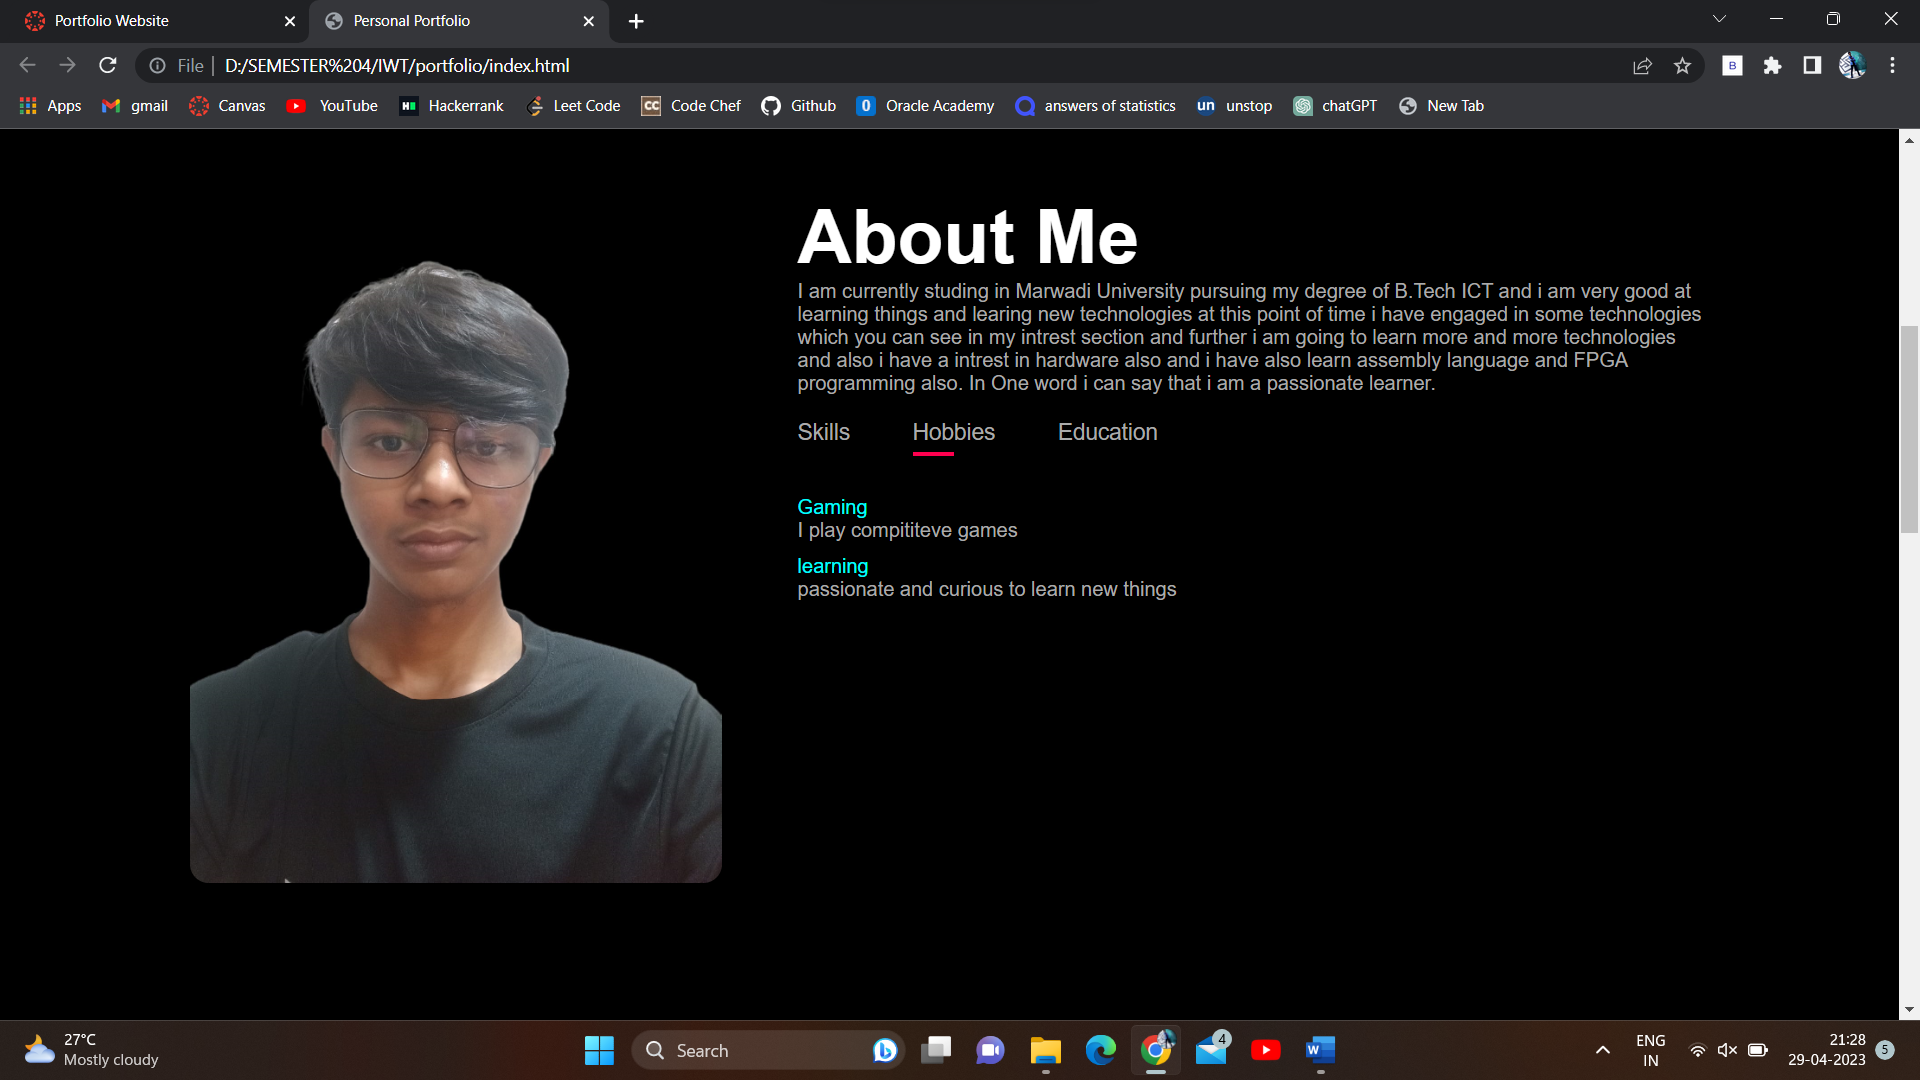 Portfolio Website
Personal Portfolio
File
D:/SEMESTER%204/IWT/portfolio/index.html
B
Apps
gmail
Canvas
YouTube
Hackerrank
Leet Code
CC Code Chef
Github
Oracle Academy
answers of statistics
un unstop
chatGPT
New Tab
About Me
I am currently studing in Marwadi University pursuing my degree of B.Tech ICT and i am very good at
learning things and learing new technologies at this point of time i have engaged in some technologies
which you can see in my intrest section and further i am going to learn more and more technologies
and also i have a intrest in hardware also and i have also learn assembly language and FPGA
programming also. In One word i can say that i am a passionate learner.
Skills
Hobbies
Education
Gaming
I play compititeve games
learning
passionate and curious to learn new things
27°C
Mostly cloudy
Search
4
W
ENG
IN
21:28
29-04-2023
5